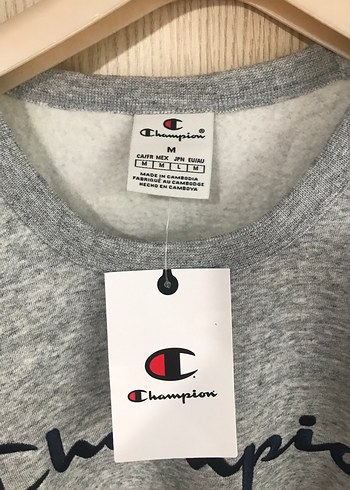 Champion®
M
CA/FR MEX JPN EU/AU
M M L M
MADE IN CAMBODIA
FABRIQUÉ AU CAMBODGE
HECHO EN CAMBOYA
Champion
Champion